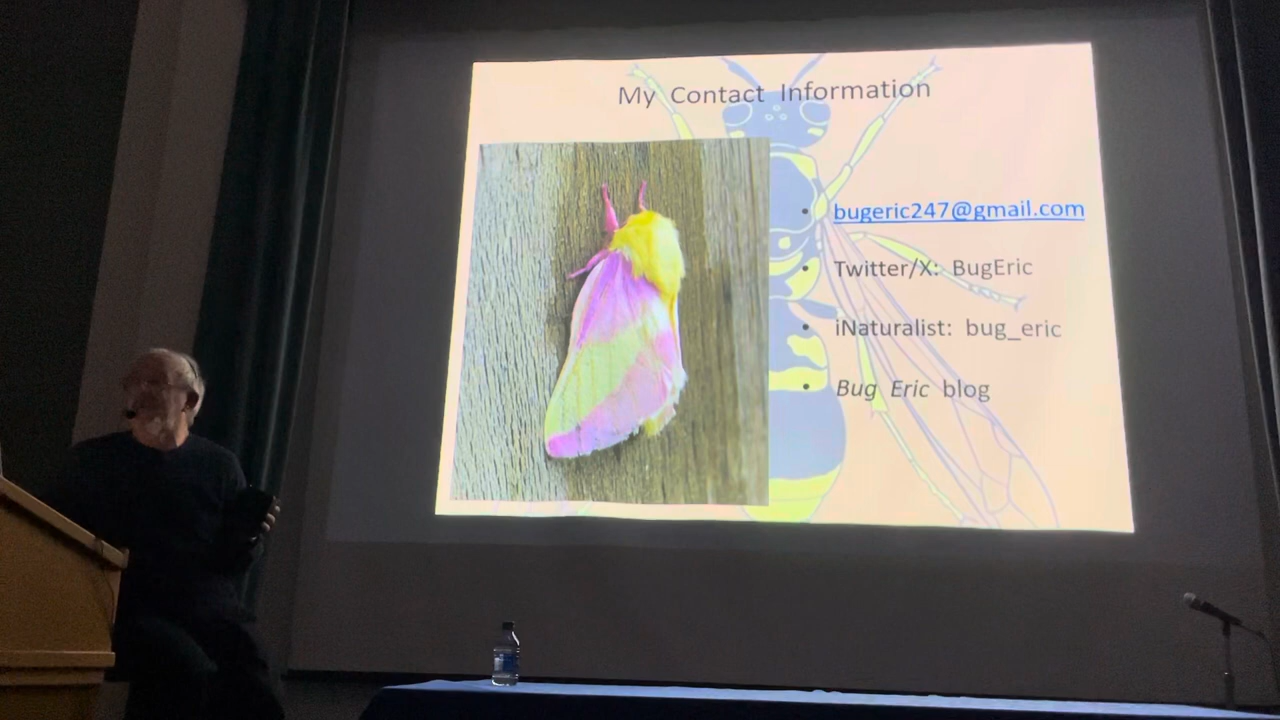 My Contact Information
bugeric247@gmail.com
Twitter/X: BugEric
iNaturalist: bug_eric
Bug Eric blog